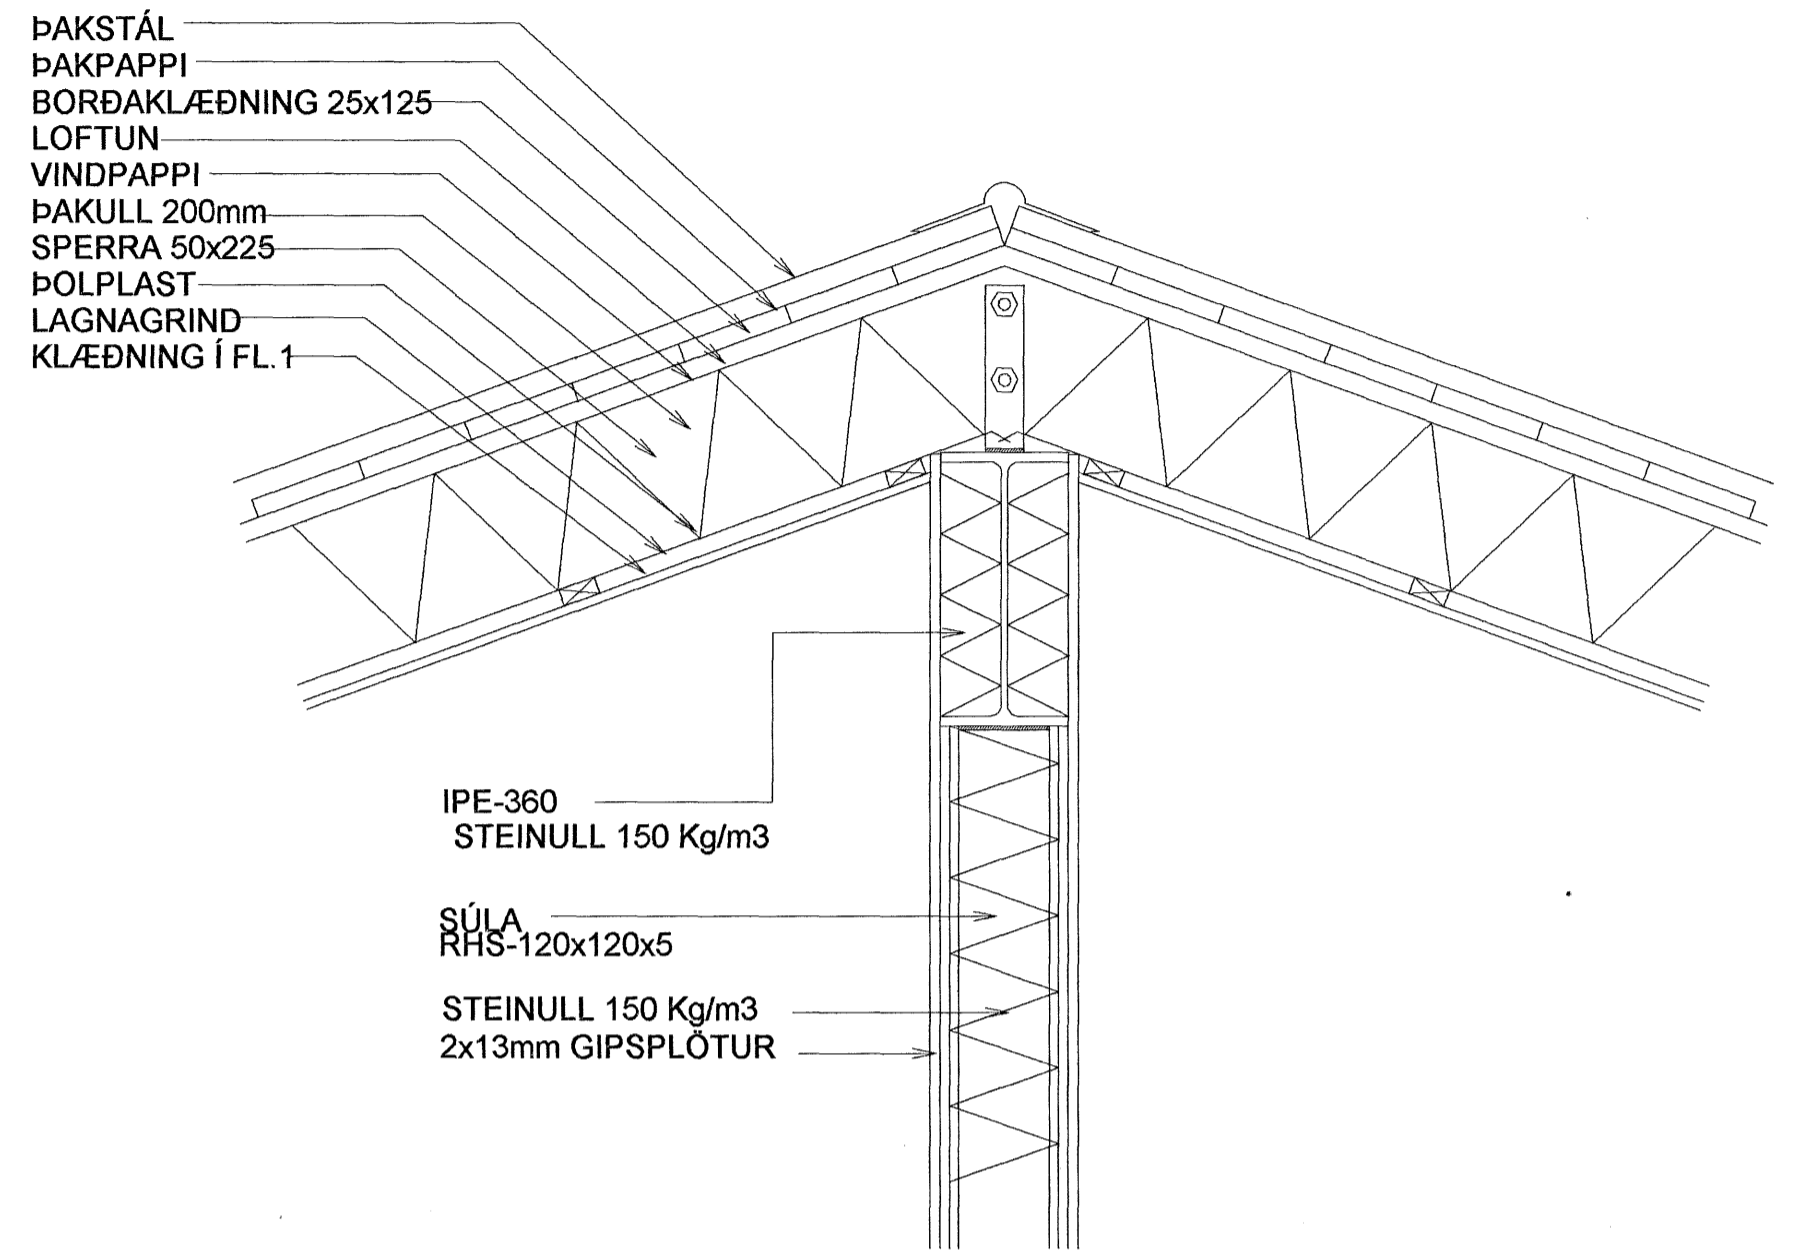 ÞAKSTÁL
ÞAKPAPPI
BORÐAKLÆÐNING 25x125
LOFTUN
VINDPAPPI
ÞAKULL 200mm
SPERRA 50x225
ÞOLPLAST
LAGNAGRIND
KLÆÐNING Í FL.1
IPE-360
STEINULL 150 Kg/m3
SÚLA
RHS-120x120x5
STEINULL 150 Kg/m3
2x13mm GIPSPLÖTUR